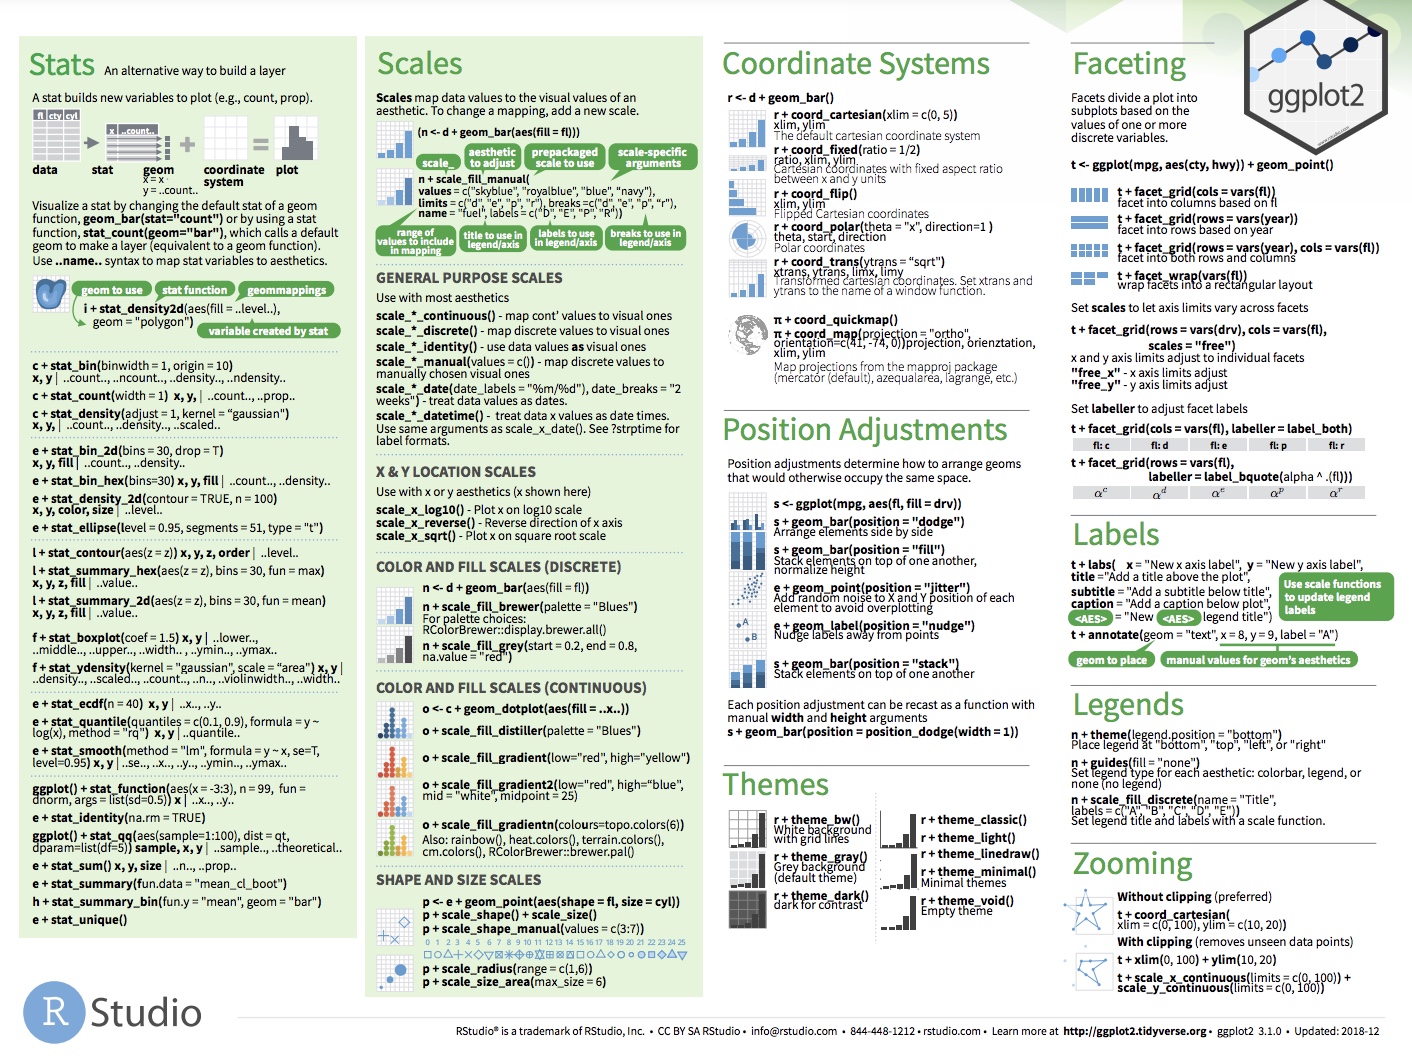 Stats An alternative way to build a layer
A stat builds new variables to plot (e.g., count, prop).
fl cty cyl
x ..count..
+ =
data stat geom coordinate plot
x = x · system
y = ..count..
Visualize a stat by changing the default stat of a geom
function, geom_bar(stat="count") or by using a stat
function, stat_count(geom="bar"), which calls a default
geom to make a layer (equivalent to a geom function).
Use ..name.. syntax to map stat variables to aesthetics.
geom to use stat function geommappings
i + stat_density2d(aes(fill = ..level..),
geom = "polygon")
variable created by stat
c + stat_bin(binwidth = 1, origin = 10)
x, y | ..count.., ..ncount.., ..density.., ..ndensity..
c + stat_count(width = 1) x, y, | ..count.., ..prop..
c + stat_density(adjust = 1, kernel = "gaussian")
x, y, | ..count.., ..density.., ..scaled..
e + stat_bin_2d(bins = 30, drop = T)
x, y, fill | ..count.., ..density..
e + stat_bin_hex(bins=30) x, y, fill | ..count.., ..density..
e + stat_density_2d(contour = TRUE, n = 100)
x, y, color, size | ..level..
e + stat_ellipse(level = 0.95, segments = 51, type = "t")
l + stat_contour(aes(z = z)) x, y, z, order | ..level..
l + stat_summary_hex(aes(z = z), bins = 30, fun = max)
x, y, z, fill | ..value..
l + stat_summary_2d(aes(z = z), bins = 30, fun = mean)
x, y, z, fill | ..value..
f + stat_boxplot(coef = 1.5) x, y | ..lower..,
..middle.., ..upper.., ..width.. , ..ymin.., ..ymax..
f + stat_ydensity(kernel = "gaussian", scale = "area") x, y |
..density.., ..scaled.., ..count.., ..n.., ..violinwidth.., ..width..
e + stat_ecdf(n = 40) x, y | ..x.., ..y..
e + stat_quantile(quantiles = c(0.1, 0.9), formula = y ~
log(x), method = "rq") x, y | ..quantile..
e + stat_smooth(method = "lm", formula = y ~ x, se=T,
level=0.95) x, y | ..se.., ..x.., ..y.., ..ymin.., ..ymax..
ggplot() + stat_function(aes(x = -3:3), n = 99, fun =
dnorm, args = list(sd=0.5)) x | ..x.., ..y..
e + stat_identity(na.rm = TRUE)
ggplot() + stat_qq(aes(sample=1:100), dist = qt,
dparam=list(df=5)) sample, x, y | ..sample.., ..theoretical..
e + stat_sum() x, y, size | ..n.., ..prop..
e + stat_summary(fun.data = "mean_cl_boot")
h + stat_summary_bin(fun.y = "mean", geom = "bar")
e + stat_unique()
Scales
Scales map data values to the visual values of an
aesthetic. To change a mapping, add a new scale.
(n <- d + geom_bar(aes(fill = fl)))
scale_ aesthetic to adjust prepackaged scale to use scale-specific arguments
n + scale_fill_manual(
values = c("skyblue", "royalblue", "blue", "navy"),
limits = c("d", "e", "p", "r"), breaks =c("d", "e", "p", "r"),
name = "fuel", labels = c("D", "E", "P", "R"))
range of values to include in mapping title to use in legend/axis labels to use in legend/axis breaks to use in legend/axis
GENERAL PURPOSE SCALES
Use with most aesthetics
scale_*_continuous() - map cont' values to visual ones
scale_*_discrete() - map discrete values to visual ones
scale_*_identity() - use data values as visual ones
scale_*_manual(values = c()) - map discrete values to
manually chosen visual ones
scale_*_date(date_labels = "%m/%d"), date_breaks = "2
weeks") - treat data values as dates.
scale_*_datetime() - treat data x values as date times.
Use same arguments as scale_x_date(). See ?strptime for
label formats.
X & Y LOCATION SCALES
Use with x or y aesthetics (x shown here)
scale_x_log10() - Plot x on log10 scale
scale_x_reverse() - Reverse direction of x axis
scale_x_sqrt() - Plot x on square root scale
COLOR AND FILL SCALES (DISCRETE)
n <- d + geom_bar(aes(fill = fl))
n + scale_fill_brewer(palette = "Blues")
For palette choices:
RColorBrewer::display.brewer.all()
n + scale_fill_grey(start = 0.2, end = 0.8,
na.value = "red")
COLOR AND FILL SCALES (CONTINUOUS)
o <- c + geom_dotplot(aes(fill = ..x..))
o + scale_fill_distiller(palette = "Blues")
o + scale_fill_gradient(low="red", high="yellow")
o + scale_fill_gradient2(low="red", high="blue",
mid = "white", midpoint = 25)
o + scale_fill_gradientn(colours=topo.colors(6))
Also: rainbow(), heat.colors(), terrain.colors(),
cm.colors(), RColorBrewer::brewer.pal()
SHAPE AND SIZE SCALES
p <- e + geom_point(aes(shape = fl, size = cyl))
p + scale_shape() + scale_size()
p + scale_shape_manual(values = c(3:7))
0 1 2 3 4 5 6 7 8 9 10 11 12 13 14 15 16 17 18 19 20 21 22 23 24 25
p + scale_radius(range = c(1,6))
p + scale_size_area(max_size = 6)
Coordinate Systems
r <- d + geom_bar()
r + coord_cartesian(xlim = c(0, 5))
xlim, ylim
The default cartesian coordinate system
r + coord_fixed(ratio = 1/2)
ratio, xlim, ylim
Cartesian coordinates with fixed aspect ratio
between x and y units
r + coord_flip()
xlim, ylim
Flipped Cartesian coordinates
r + coord_polar(theta = "x", direction=1 )
theta, start, direction
Polar coordinates
r + coord_trans(ytrans = "sqrt")
xtrans, ytrans, limx, limy
Transformed cartesian coordinates. Set xtrans and
ytrans to the name of a window function.
π + coord_quickmap()
π + coord_map(projection = "ortho",
orientation=c(41, -74, 0))projection, orienztation,
xlim, ylim
Map projections from the mapproj package
(mercator (default), azequalarea, lagrange, etc.)
Position Adjustments
Position adjustments determine how to arrange geoms
that would otherwise occupy the same space.
s <- ggplot(mpg, aes(fl, fill = drv))
s + geom_bar(position = "dodge")
Arrange elements side by side
s + geom_bar(position = "fill")
Stack elements on top of one another,
normalize height
e + geom_point(position = "jitter")
Add random noise to X and Y position of each
element to avoid overplotting
A
B
e + geom_label(position = "nudge")
Nudge labels away from points
s + geom_bar(position = "stack")
Stack elements on top of one another
Each position adjustment can be recast as a function with
manual width and height arguments
s + geom_bar(position = position_dodge(width = 1))
Themes
r + theme_bw()
White background
with grid lines
r + theme_gray()
Grey background
(default theme)
r + theme_dark()
dark for contrast
r + theme_classic()
r + theme_light()
r + theme_linedraw()
r + theme_minimal()
Minimal themes
r + theme_void()
Empty theme
Faceting
ggplot2
Facets divide a plot into
subplots based on the
values of one or more
discrete variables.
t <- ggplot(mpg, aes(cty, hwy)) + geom_point()
t + facet_grid(cols = vars(fl))
facet into columns based on fl
t + facet_grid(rows = vars(year))
facet into rows based on year
t + facet_grid(rows = vars(year), cols = vars(fl))
facet into both rows and columns
t + facet_wrap(vars(fl))
wrap facets into a rectangular layout
Set scales to let axis limits vary across facets
t + facet_grid(rows = vars(drv), cols = vars(fl),
scales = "free")
x and y axis limits adjust to individual facets
"free_x" - x axis limits adjust
"free_y" - y axis limits adjust
Set labeller to adjust facet labels
t + facet_grid(cols = vars(fl), labeller = label_both)
fl: c fl: d fl: e fl: p fl: r
t + facet_grid(rows = vars(fl),
labeller = label_bquote(alpha ^ .(fl)))
α^c α^d α^e α^p α^r
Labels
t + labs( x = "New x axis label", y = "New y axis label",
title ="Add a title above the plot",
subtitle = "Add a subtitle below title",
caption = "Add a caption below plot",
<AES> = "New <AES> legend title")
Use scale functions
to update legend
labels
t + annotate(geom = "text", x = 8, y = 9, label = "A")
geom to place manual values for geom's aesthetics
Legends
n + theme(legend.position = "bottom")
Place legend at "bottom", "top", "left", or "right"
n + guides(fill = "none")
Set legend type for each aesthetic: colorbar, legend, or
none (no legend)
n + scale_fill_discrete(name = "Title",
labels = c("A", "B", "C", "D", "E"))
Set legend title and labels with a scale function.
Zooming
Without clipping (preferred)
t + coord_cartesian(
xlim = c(0, 100), ylim = c(10, 20))
With clipping (removes unseen data points)
t + xlim(0, 100) + ylim(10, 20)
t + scale_x_continuous(limits = c(0, 100)) +
scale_y_continuous(limits = c(0, 100))
R Studio
RStudio® is a trademark of RStudio, Inc. • CC BY SA RStudio • info@rstudio.com • 844-448-1212 • rstudio.com • Learn more at http://ggplot2.tidyverse.org • ggplot2 3.1.0 • Updated: 2018-12